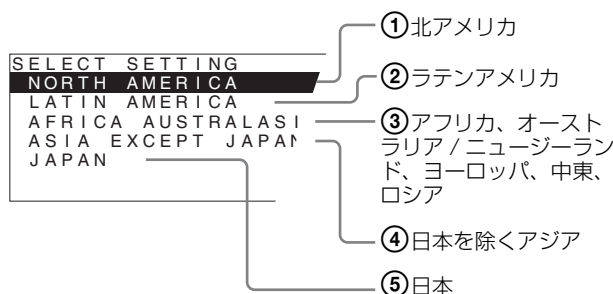 SELECT SETTING
NORTH AMERICA
LATIN AMERICA
AFRICA AUSTRALASI
ASIA EXCEPT JAPAN
JAPAN
①北アメリカ
②ラテンアメリカ
③アフリカ、オースト
ラリア / ニュージーラン
ド、ヨーロッパ、中東、
ロシア
④日本を除くアジア
⑤日本